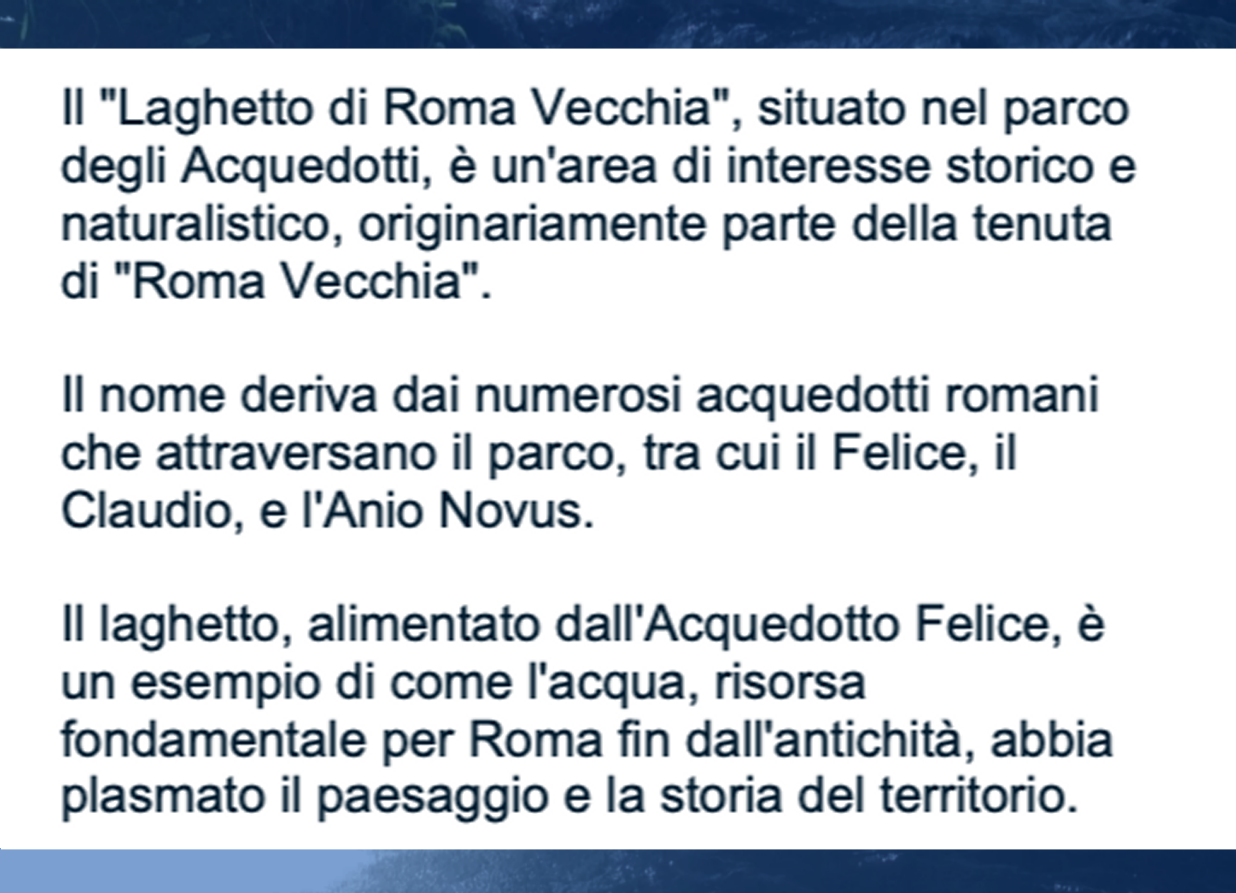 Il "Laghetto di Roma Vecchia", situato nel parco
degli Acquedotti, è un'area di interesse storico e
naturalistico, originariamente parte della tenuta
di "Roma Vecchia".
Il nome deriva dai numerosi acquedotti romani
che attraversano il parco, tra cui il Felice, il
Claudio, e l'Anio Novus.
Il laghetto, alimentato dall'Acquedotto Felice, è
un esempio di come l'acqua, risorsa
fondamentale per Roma fin dall'antichità, abbia
plasmato il paesaggio e la storia del territorio.